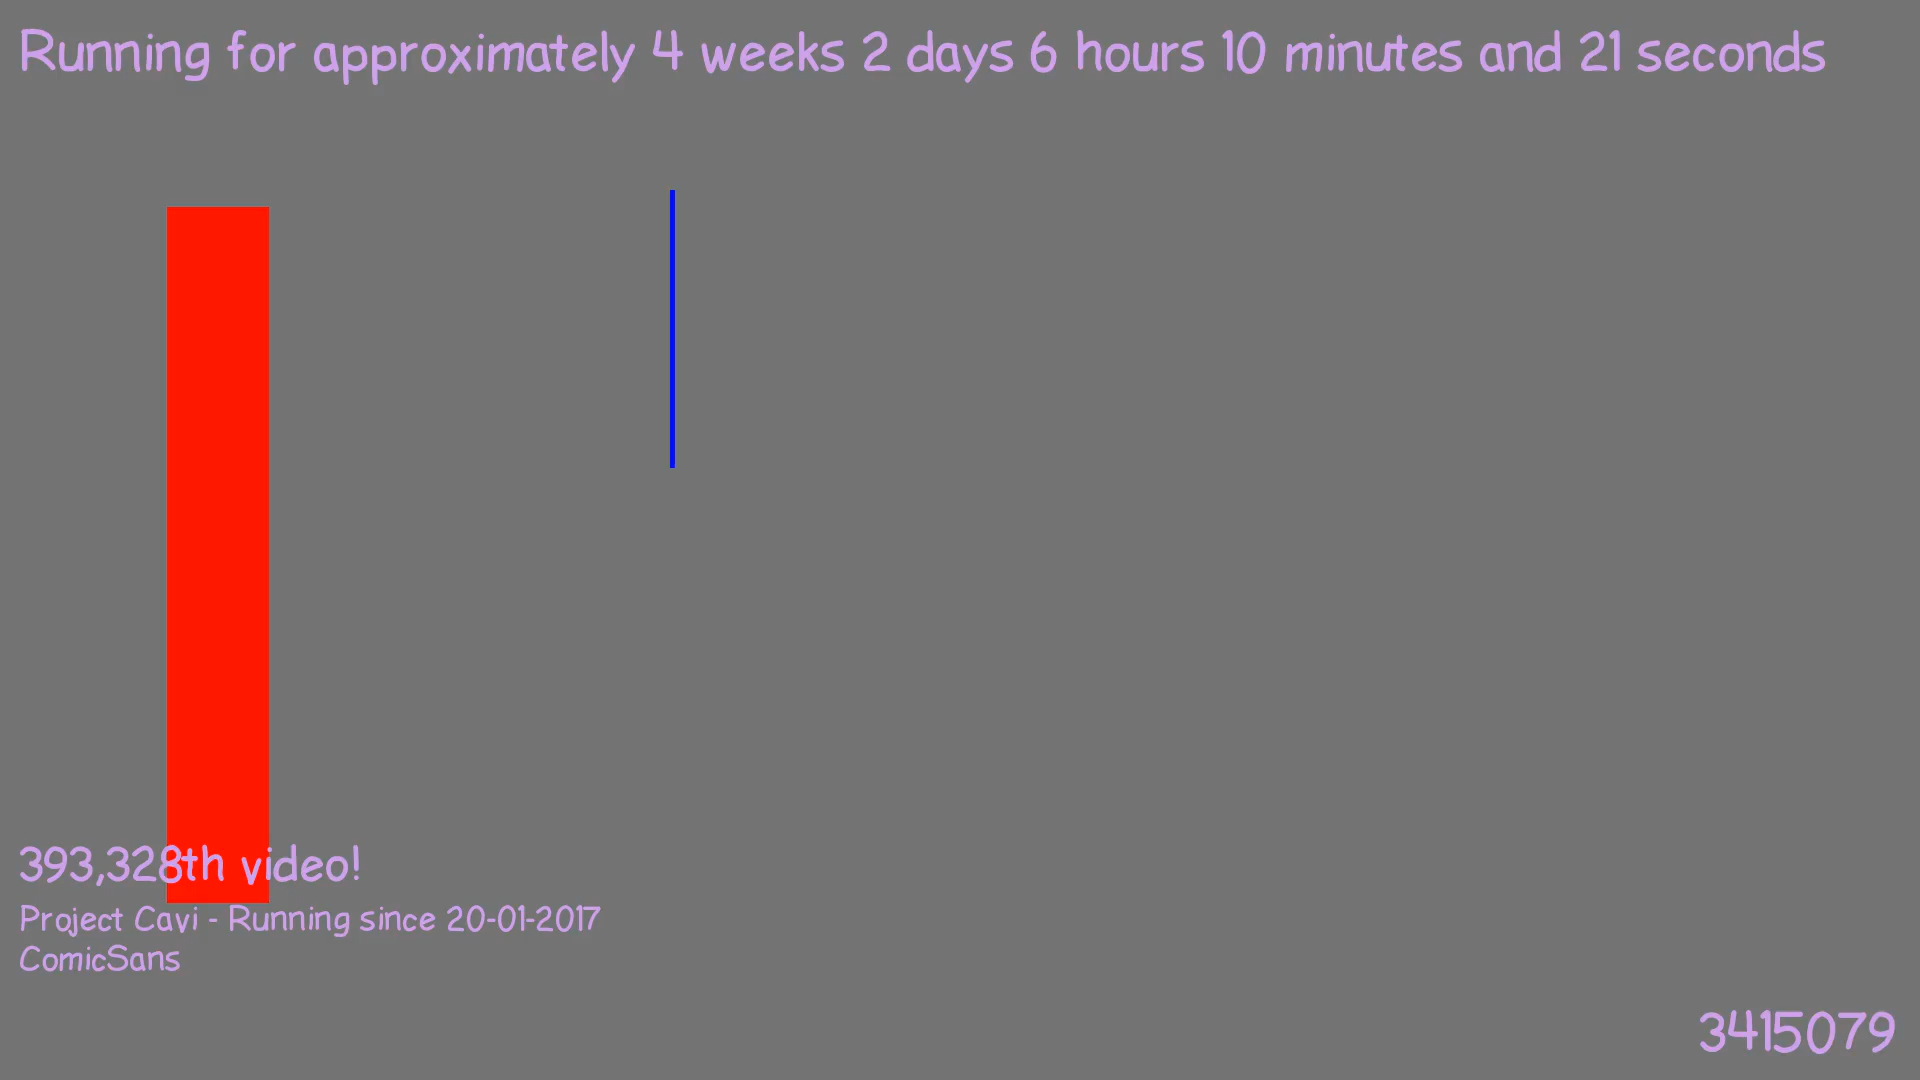 Running for approximately 4 weeks 2 days 6 hours 10 minutes and 21 seconds
393,328th video!
Project Cavi - Running since 20-01-2017
ComicSans
3415079